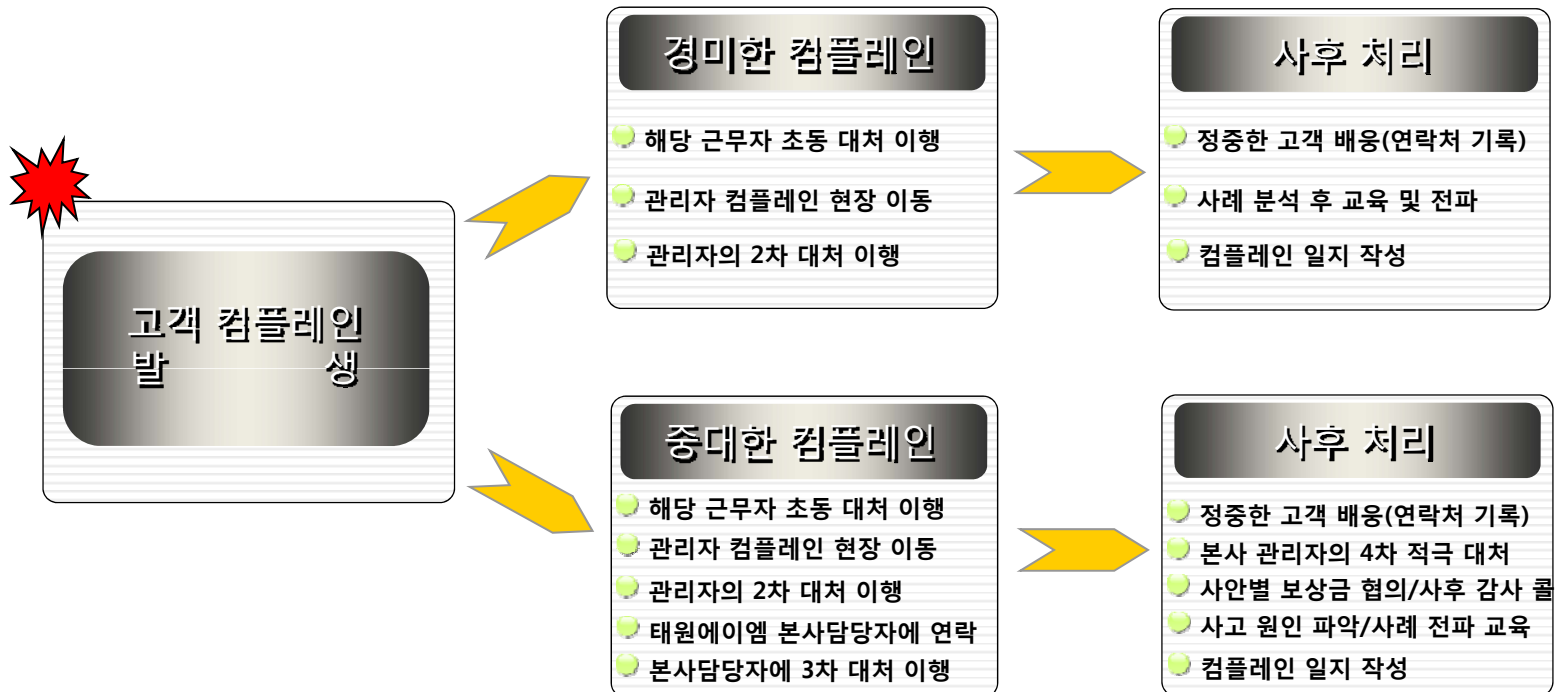 고객 컴플레인
발 생
경미한 컴플레인
해당 근무자 초동 대처 이행
관리자 컴플레인 현장 이동
관리자의 2차 대처 이행
사후 처리
정중한 고객 배웅(연락처 기록)
사례 분석 후 교육 및 전파
컴플레인 일지 작성
중대한 컴플레인
해당 근무자 초동 대처 이행
관리자 컴플레인 현장 이동
관리자의 2차 대처 이행
태원에이엠 본사담당자에 연락
본사담당자에 3차 대처 이행
사후 처리
정중한 고객 배웅(연락처 기록)
본사 관리자의 4차 적극 대처
사안별 보상금 협의/사후 감사 콜
사고 원인 파악/사례 전파 교육
컴플레인 일지 작성